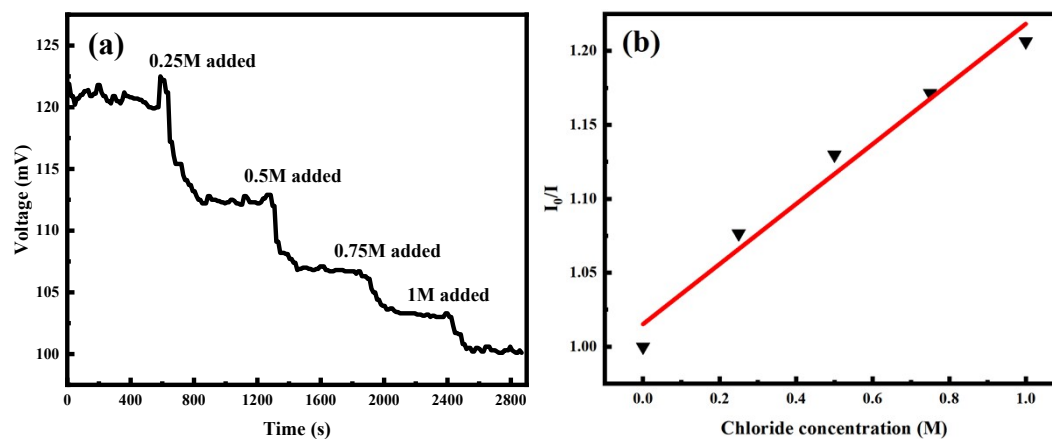 (a)
0.25M added
0.5M added
0.75M added
1M added
125
120
115
110
105
100
Voltage (mV)
0 400 800 1200 1600 2000 2400 2800
Time (s)
(b)
1.20
1.15
1.10
1.05
1.00
I₀/I
0.0 0.2 0.4 0.6 0.8 1.0
Chloride concentration (M)